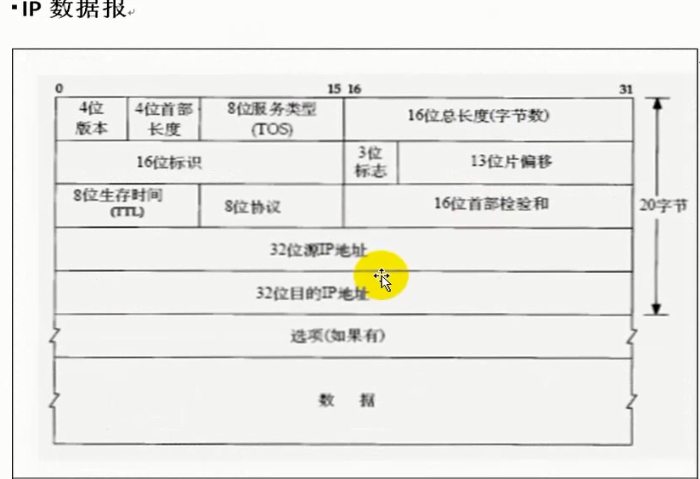 ▪IP 数据报
0 15 16 31
4位 4位首部 8位服务类型 16位总长度(字节数)
版本 长度 (TOS)
16位标识 3位 13位片偏移
标志
8位生存时间 8位协议 16位首部检验和
(TTL)
20字节
32位源IP地址
32位目的IP地址
选项(如果有)
数 据